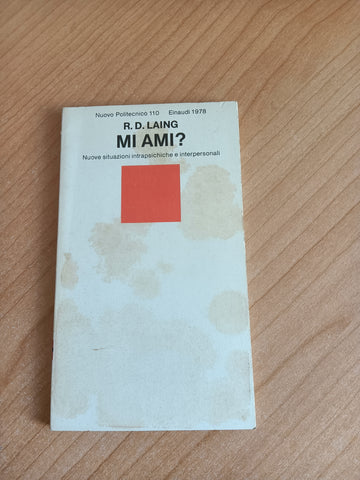 Nuovo Politecnico 110 Einaudi 1978
R. D. LAING
MI AMI?
Nuove situazioni intrapsichiche e interpersonali